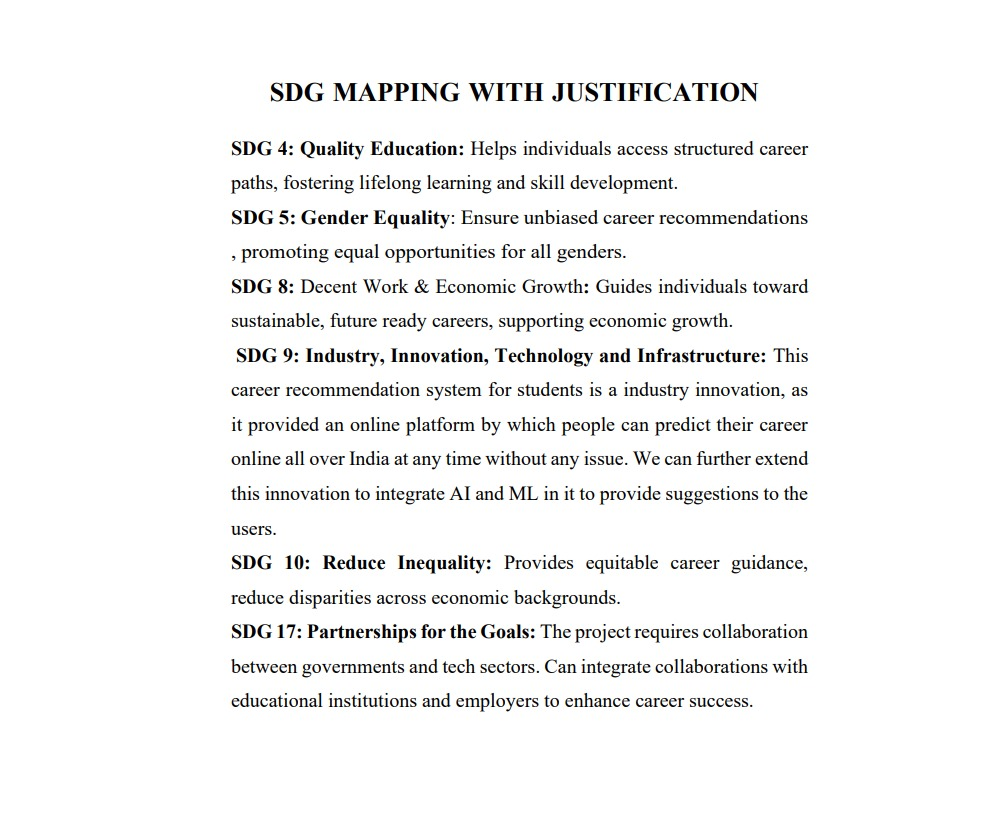 SDG MAPPING WITH JUSTIFICATION
SDG 4: Quality Education: Helps individuals access structured career
paths, fostering lifelong learning and skill development.
SDG 5: Gender Equality: Ensure unbiased career recommendations
, promoting equal opportunities for all genders.
SDG 8: Decent Work & Economic Growth: Guides individuals toward
sustainable, future ready careers, supporting economic growth.
SDG 9: Industry, Innovation, Technology and Infrastructure: This
career recommendation system for students is a industry innovation, as
it provided an online platform by which people can predict their career
online all over India at any time without any issue. We can further extend
this innovation to integrate AI and ML in it to provide suggestions to the
users.
SDG 10: Reduce Inequality: Provides equitable career guidance,
reduce disparities across economic backgrounds.
SDG 17: Partnerships for the Goals: The project requires collaboration
between governments and tech sectors. Can integrate collaborations with
educational institutions and employers to enhance career success.